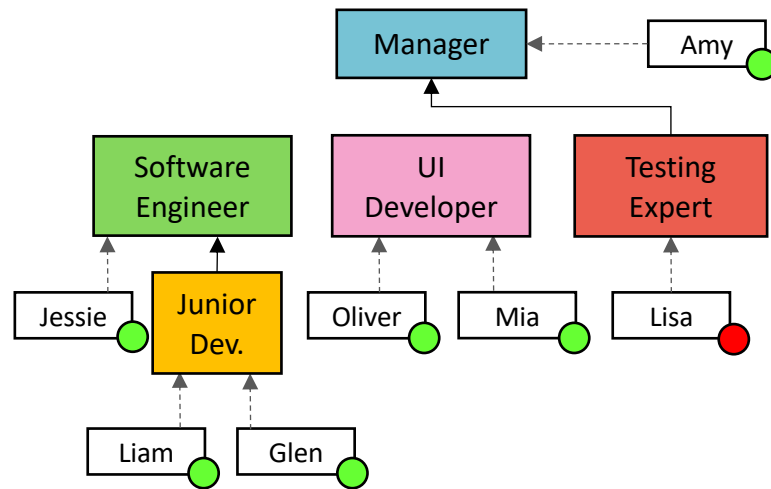 Manager
Amy
Software
Engineer
UI
Developer
Testing
Expert
Jessie
Junior
Dev.
Oliver
Mia
Lisa
Liam
Glen